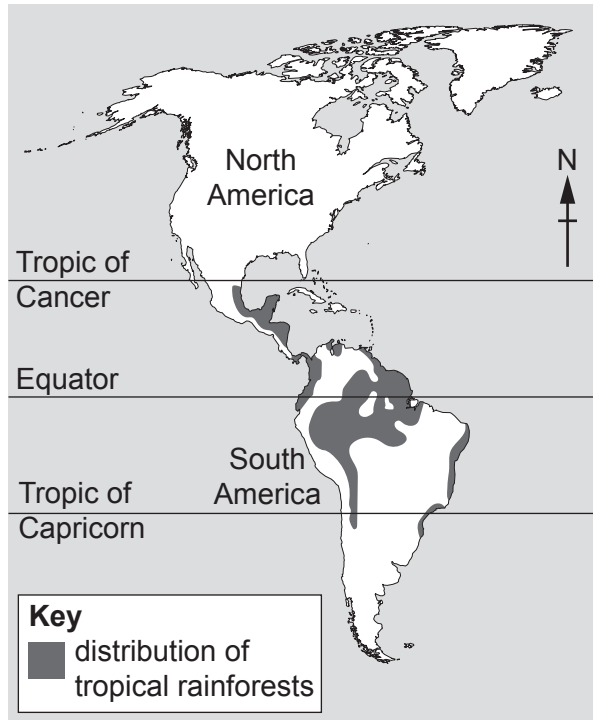 North
America
N
Tropic of
Cancer
Equator
South
America
Tropic of
Capricorn
Key
distribution of
tropical rainforests